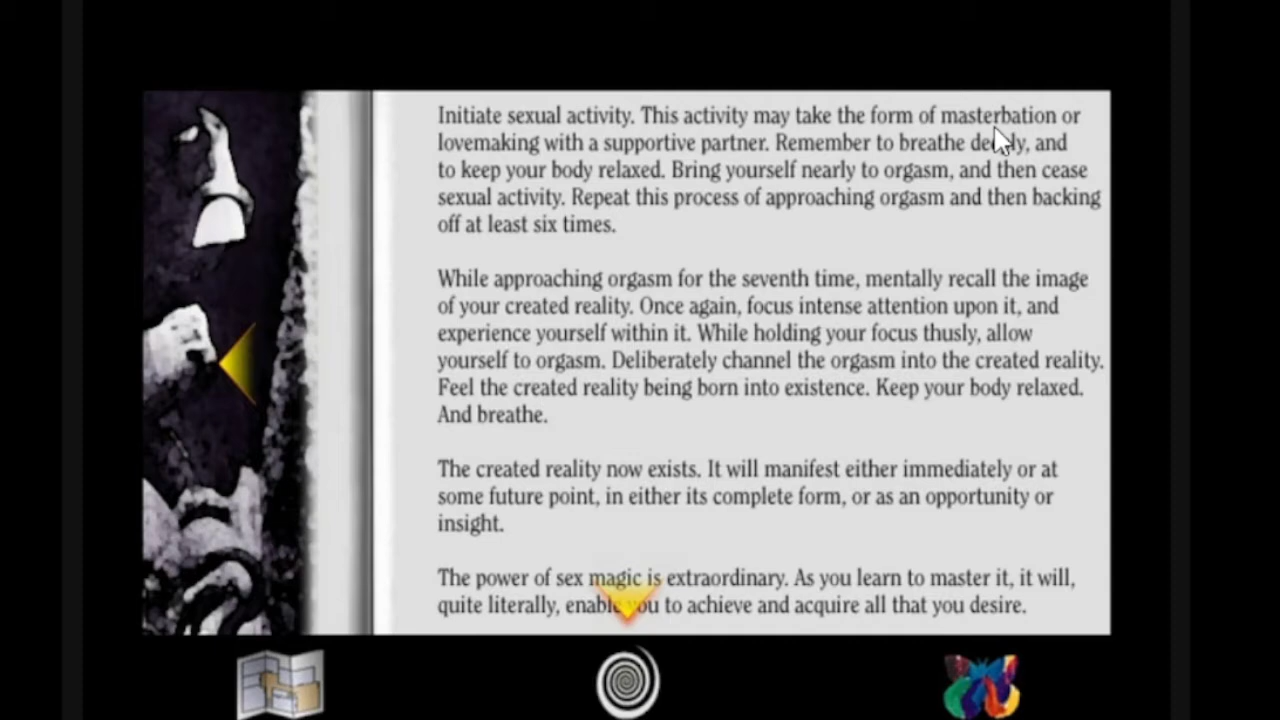 Initiate sexual activity. This activity may take the form of masterbation or
lovemaking with a supportive partner. Remember to breathe deeply, and
to keep your body relaxed. Bring yourself nearly to orgasm, and then cease
sexual activity. Repeat this process of approaching orgasm and then backing
off at least six times.
While approaching orgasm for the seventh time, mentally recall the image
of your created reality. Once again, focus intense attention upon it, and
experience yourself within it. While holding your focus thusly, allow
yourself to orgasm. Deliberately channel the orgasm into the created reality.
Feel the created reality being born into existence. Keep your body relaxed.
And breathe.
The created reality now exists. It will manifest either immediately or at
some future point, in either its complete form, or as an opportunity or
insight.
The power of sex magic is extraordinary. As you learn to master it, it will,
quite literally, enable you to achieve and acquire all that you desire.